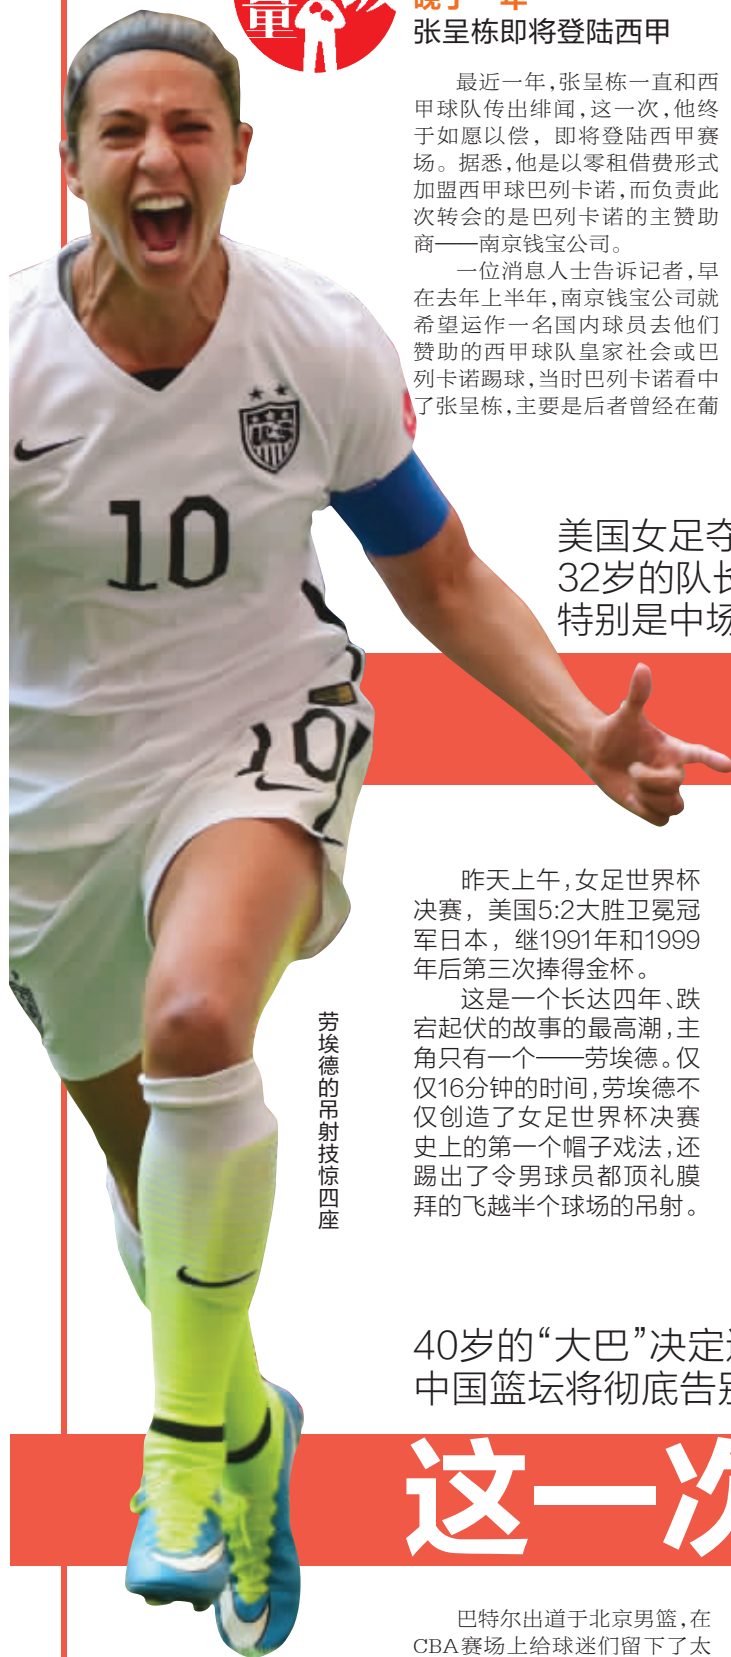 童
张呈栋即将登陆西甲
最近一年,张呈栋一直和西
甲球队传出绯闻,这一次,他终
于如愿以偿，即将登陆西甲赛
场。据悉,他是以零租借费形式
加盟西甲球巴列卡诺,而负责此
次转会的是巴列卡诺的主赞助
商——南京钱宝公司。
一位消息人士告诉记者,早
在去年上半年,南京钱宝公司就
希望运作一名国内球员去他们
赞助的西甲球队皇家社会或巴
列卡诺踢球,当时巴列卡诺看中
了张呈栋,主要是后者曾经在葡
US
10
10
美国女足夺
32岁的队长
特别是中场
昨天上午,女足世界杯
决赛，美国5:2大胜卫冕冠
军日本，继1991年和1999
年后第三次捧得金杯。
这是一个长达四年、跌
宕起伏的故事的最高潮,主
角只有一个——劳埃德。仅
仅16分钟的时间,劳埃德不
仅创造了女足世界杯决赛
史上的第一个帽子戏法,还
踢出了令男球员都顶礼膜
拜的飞越半个球场的吊射。
劳埃德的吊射技惊四座
40岁的“大巴”决定
中国篮坛将彻底告别
这一次
巴特尔出道于北京男篮,在
CBA赛场上给球迷们留下了太